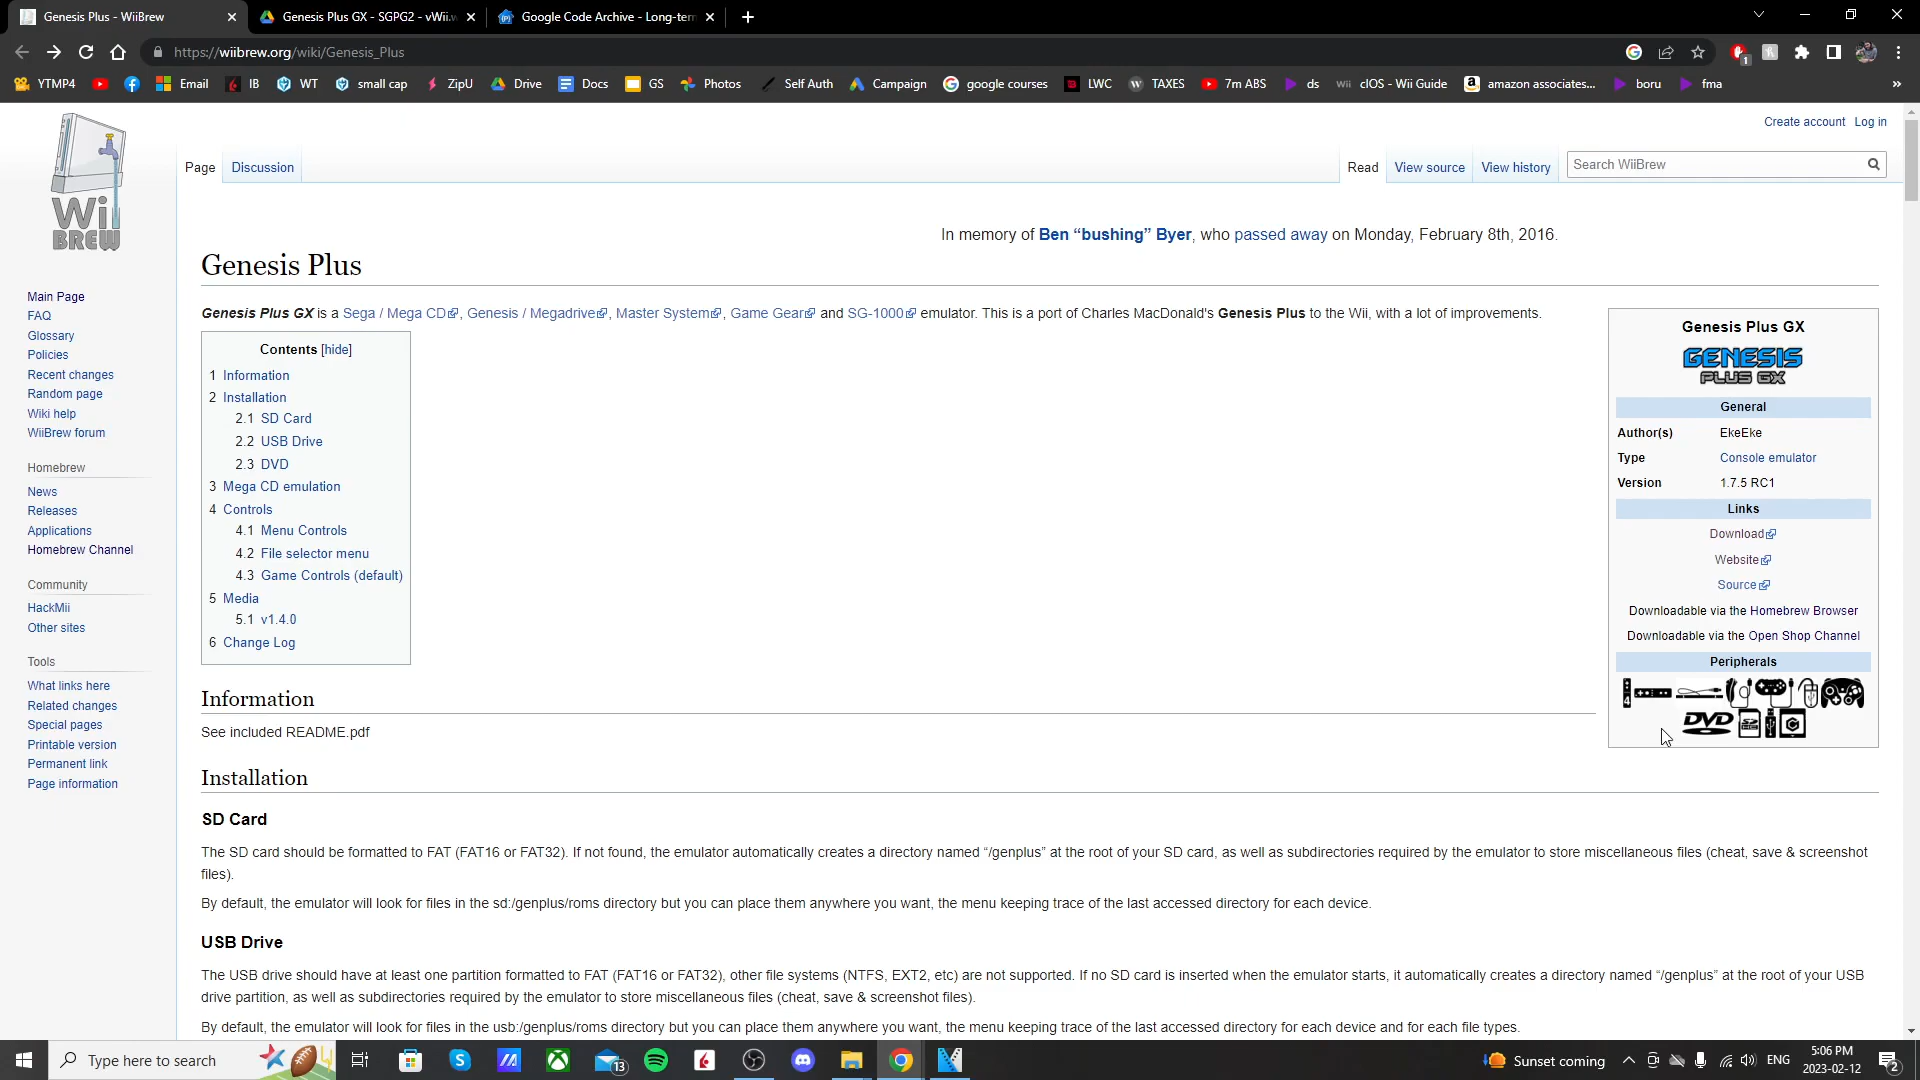 Genesis Plus - WiiBrew
Genesis Plus GX - SGPG2 - vWii.w
Google Code Archive - Long-term
https://wiibrew.org/wiki/Genesis_Plus
YTMP4
Email
IB
WT
small cap
ZipU
Drive
Docs
GS
Photos
Self Auth
Campaign
google courses
LWC
TAXES
7m ABS
ds
cIOS - Wii Guide
amazon associates...
boru
fma
Create account Log in
Wii
BREW
Page
Discussion
Read
View source
View history
Search WiiBrew
In memory of Ben “bushing” Byer, who passed away on Monday, February 8th, 2016.
Genesis Plus
Genesis Plus GX is a Sega / Mega CD, Genesis / Megadrive, Master System, Game Gear and SG-1000 emulator. This is a port of Charles MacDonald's Genesis Plus to the Wii, with a lot of improvements.
Main Page
FAQ
Glossary
Policies
Recent changes
Random page
Wiki help
WiiBrew forum
Homebrew
News
Releases
Applications
Homebrew Channel
Community
HackMii
Other sites
Tools
What links here
Related changes
Special pages
Printable version
Permanent link
Page information
Contents [hide]
1 Information
2 Installation
2.1 SD Card
2.2 USB Drive
2.3 DVD
3 Mega CD emulation
4 Controls
4.1 Menu Controls
4.2 File selector menu
4.3 Game Controls (default)
5 Media
5.1 v1.4.0
6 Change Log
Genesis Plus GX
GENESIS
PLUS GX
General
Author(s) EkeEke
Type Console emulator
Version 1.7.5 RC1
Links
Download
Website
Source
Downloadable via the Homebrew Browser
Downloadable via the Open Shop Channel
Peripherals
4
DVD
Information
See included README.pdf
Installation
SD Card
The SD card should be formatted to FAT (FAT16 or FAT32). If not found, the emulator automatically creates a directory named “/genplus” at the root of your SD card, as well as subdirectories required by the emulator to store miscellaneous files (cheat, save & screenshot
files).
By default, the emulator will look for files in the sd:/genplus/roms directory but you can place them anywhere you want, the menu keeping trace of the last accessed directory for each device.
USB Drive
The USB drive should have at least one partition formatted to FAT (FAT16 or FAT32), other file systems (NTFS, EXT2, etc) are not supported. If no SD card is inserted when the emulator starts, it automatically creates a directory named “/genplus” at the root of your USB
drive partition, as well as subdirectories required by the emulator to store miscellaneous files (cheat, save & screenshot files).
By default, the emulator will look for files in the usb:/genplus/roms directory but you can place them anywhere you want, the menu keeping trace of the last accessed directory for each device and for each file types.
Type here to search
13
Sunset coming
ENG
5:06 PM
2023-02-12
2